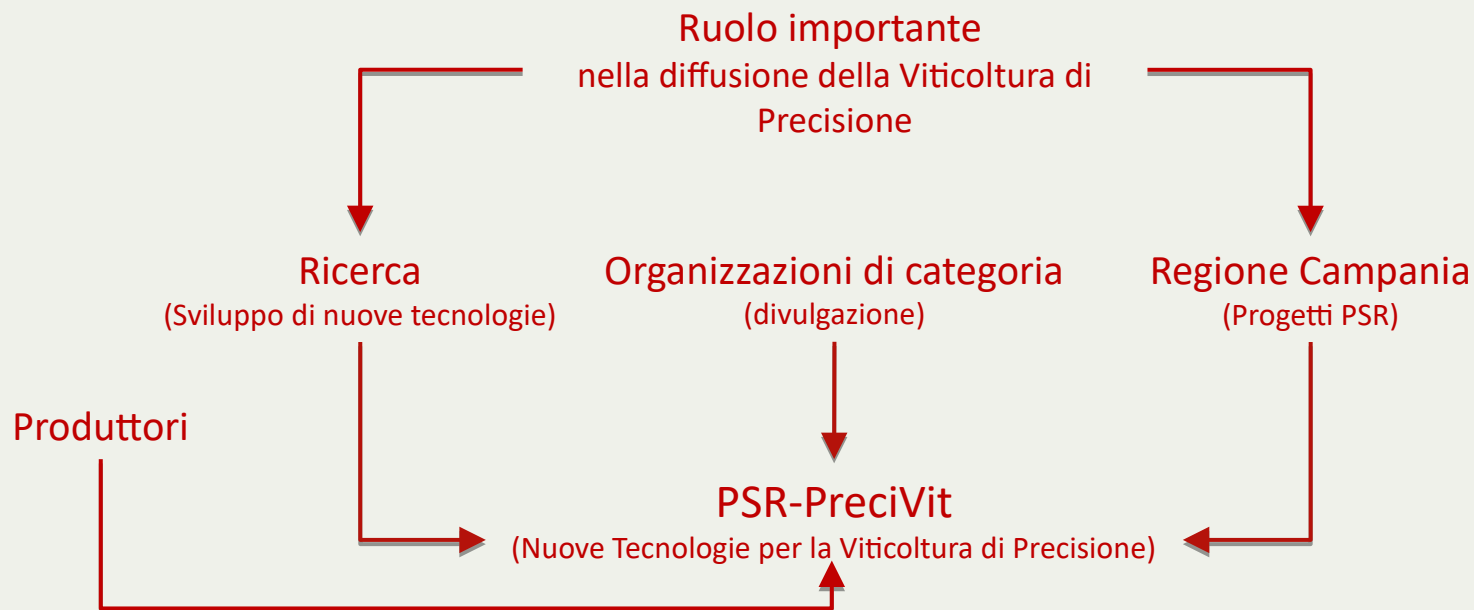 Ruolo importante
nella diffusione della Viticoltura di
Precisione
Ricerca
(Sviluppo di nuove tecnologie)
Organizzazioni di categoria
(divulgazione)
Regione Campania
(Progetti PSR)
Produttori
PSR-PreciVit
(Nuove Tecnologie per la Viticoltura di Precisione)